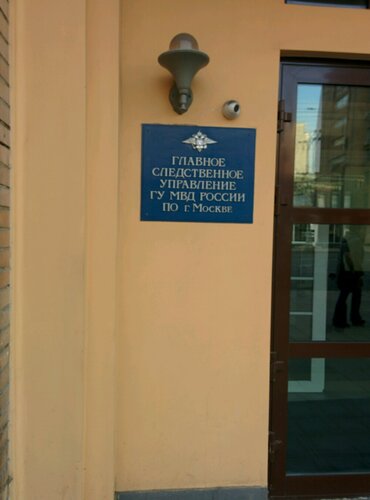 ГЛАВНОЕ
СЛЕДСТВЕННОЕ
УПРАВЛЕНИЕ
ГУ МВД РОССИИ
ПО г. МОСКВЕ